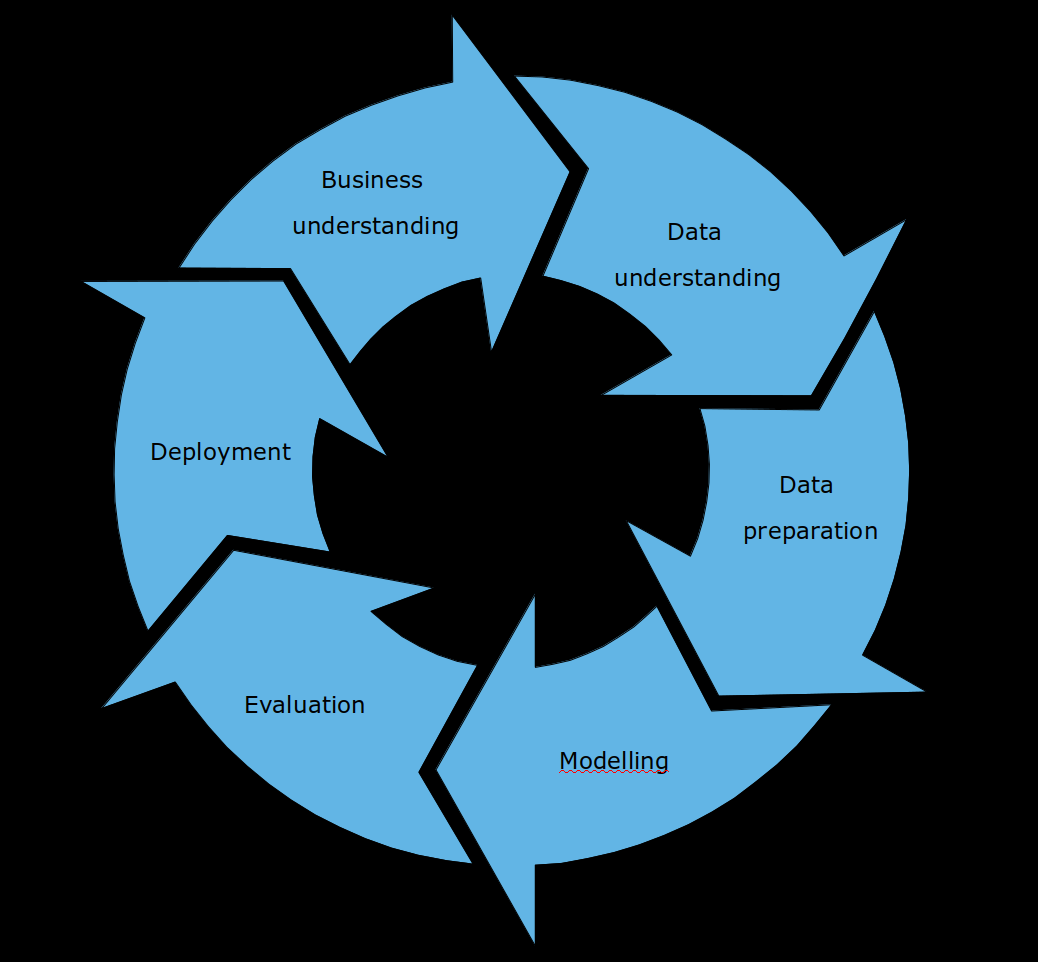 Business
understanding
Data
understanding
Data
preparation
Modelling
Evaluation
Deployment